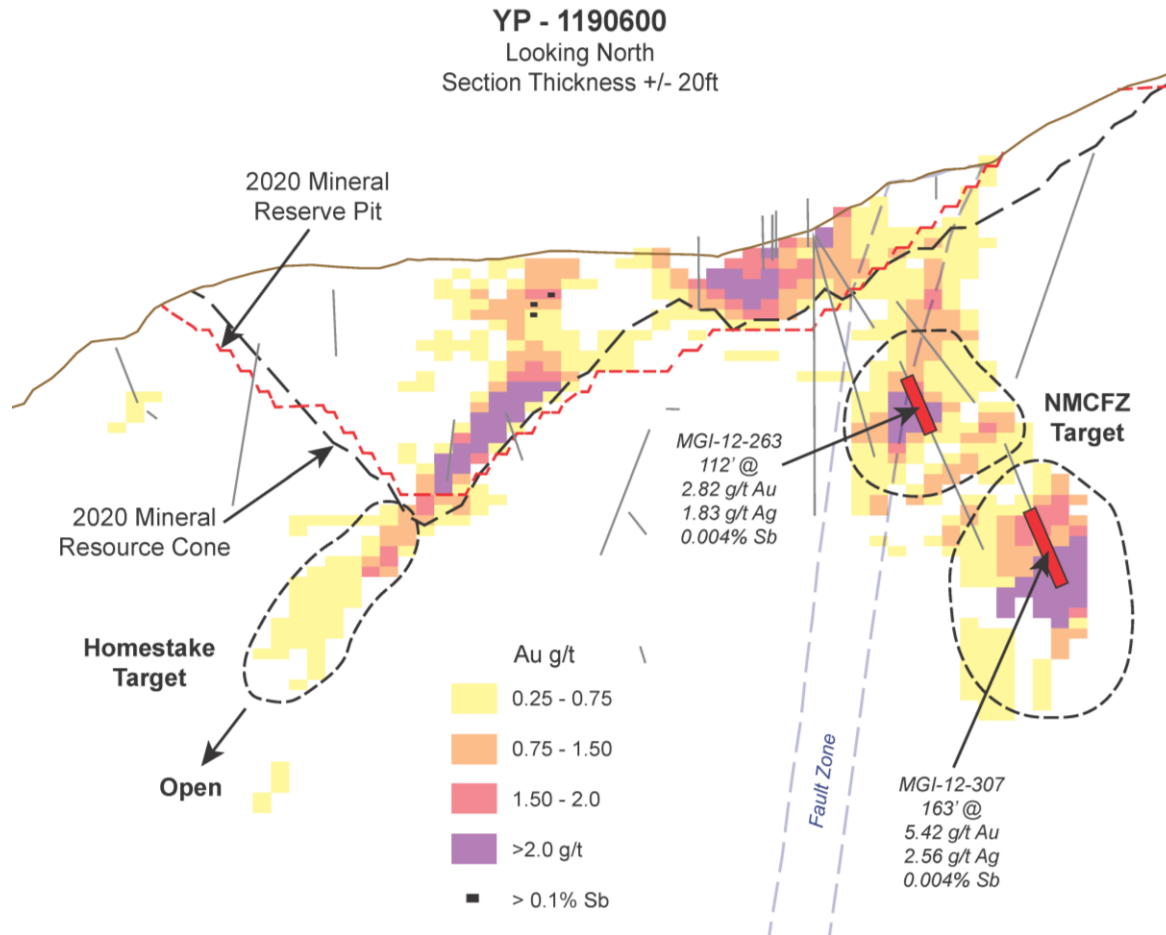 YP - 1190600
Looking North
Section Thickness +/- 20ft
2020 Mineral
Reserve Pit
2020 Mineral
Resource Cone
NMCFZ
Target
MGI-12-263
112' @
2.82 g/t Au
1.83 g/t Ag
0.004% Sb
Homestake
Target
Open
Au g/t
0.25 - 0.75
0.75 - 1.50
1.50 - 2.0
>2.0 g/t
> 0.1% Sb
Fault Zone
MGI-12-307
163' @
5.42 g/t Au
2.56 g/t Ag
0.004% Sb